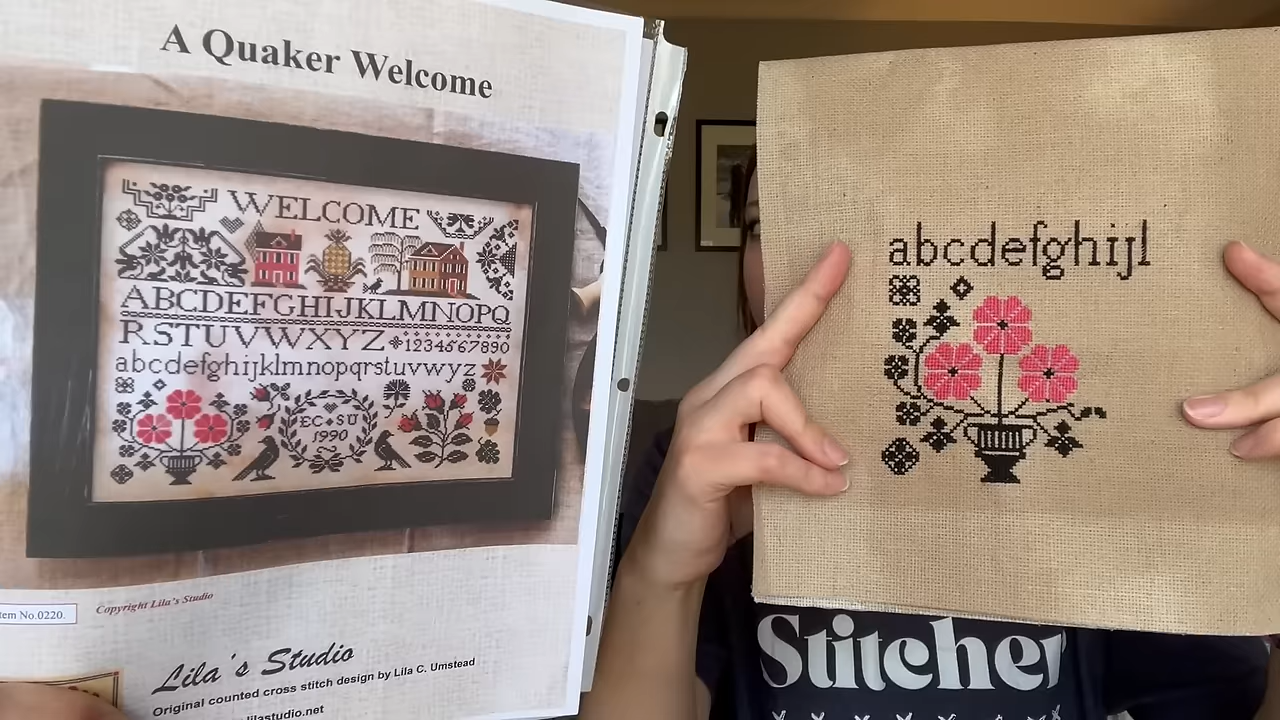 A Quaker Welcome
WELCOME
ABCDEFGHIJKLMNOPQ
RSTUVWXYZ 1234567890
abcdefghijklmnopqrstuvwyz
EC SU
1990
tem No.0220.
Copyright Lila's Studio
Lila's Studio
Original counted cross stitch design by Lila C. Umstead
lilastudio.net
abcdefghijl
Stitcher